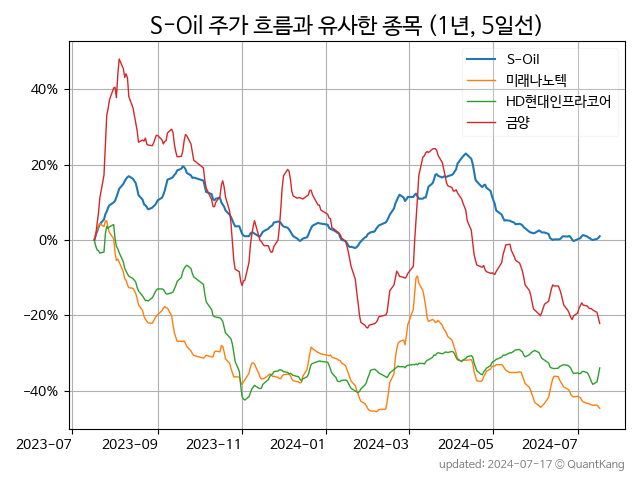 S-Oil 주가 흐름과 유사한 종목 (1년, 5일선)
S-Oil
미래나노텍
HD현대인프라코어
금양
40%
20%
0%
−20%
−40%
2023-07
2023-09
2023-11
2024-01
2024-03
2024-05
2024-07
updated: 2024-07-17 © QuantKang